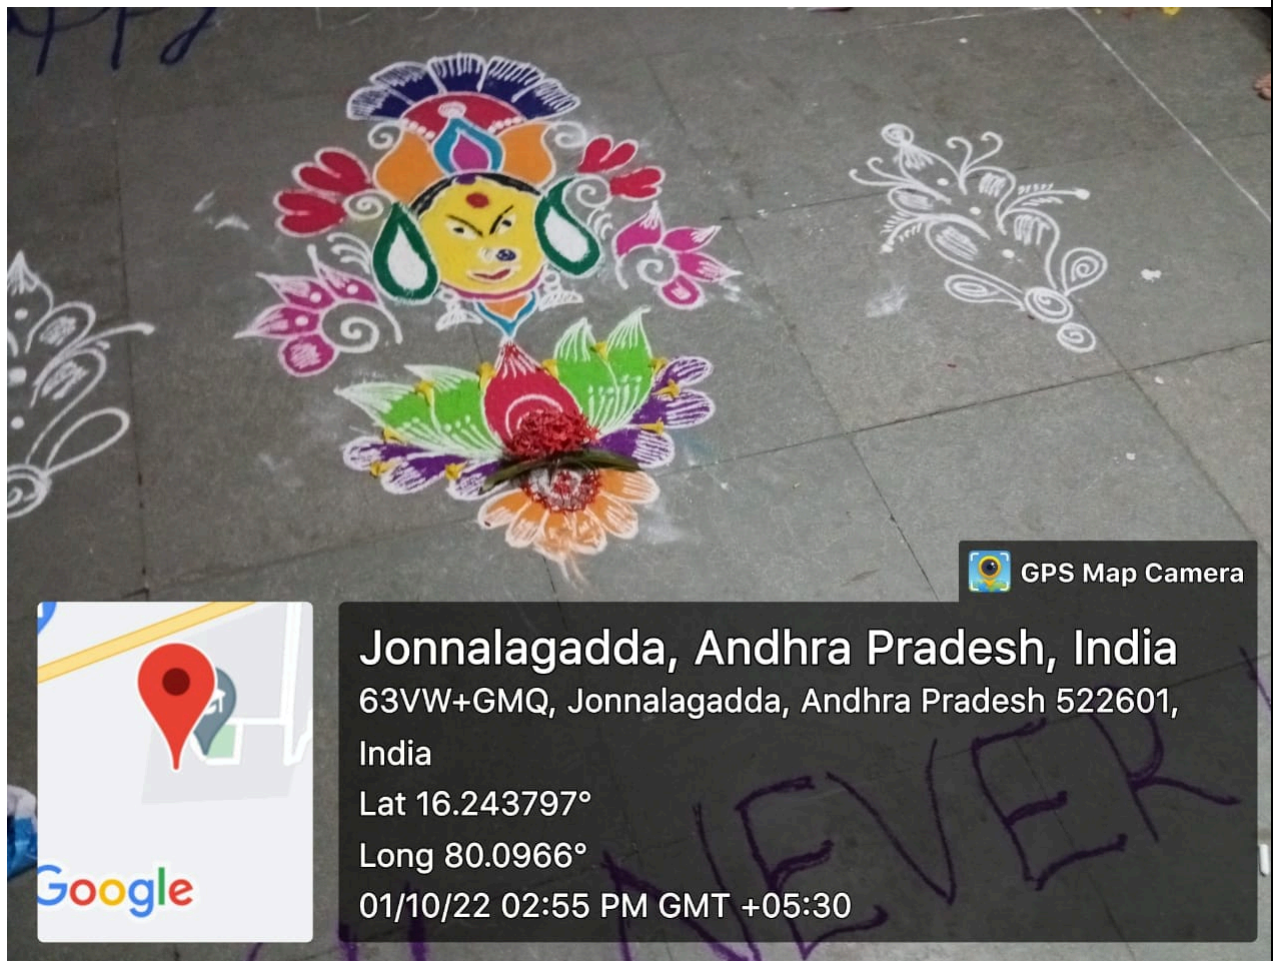 GPS Map Camera
Jonnalagadda, Andhra Pradesh, India
63VW+GMQ, Jonnalagadda, Andhra Pradesh 522601,
India
Lat 16.243797°
Long 80.0966°
01/10/22 02:55 PM GMT +05:30
Google
NEVER